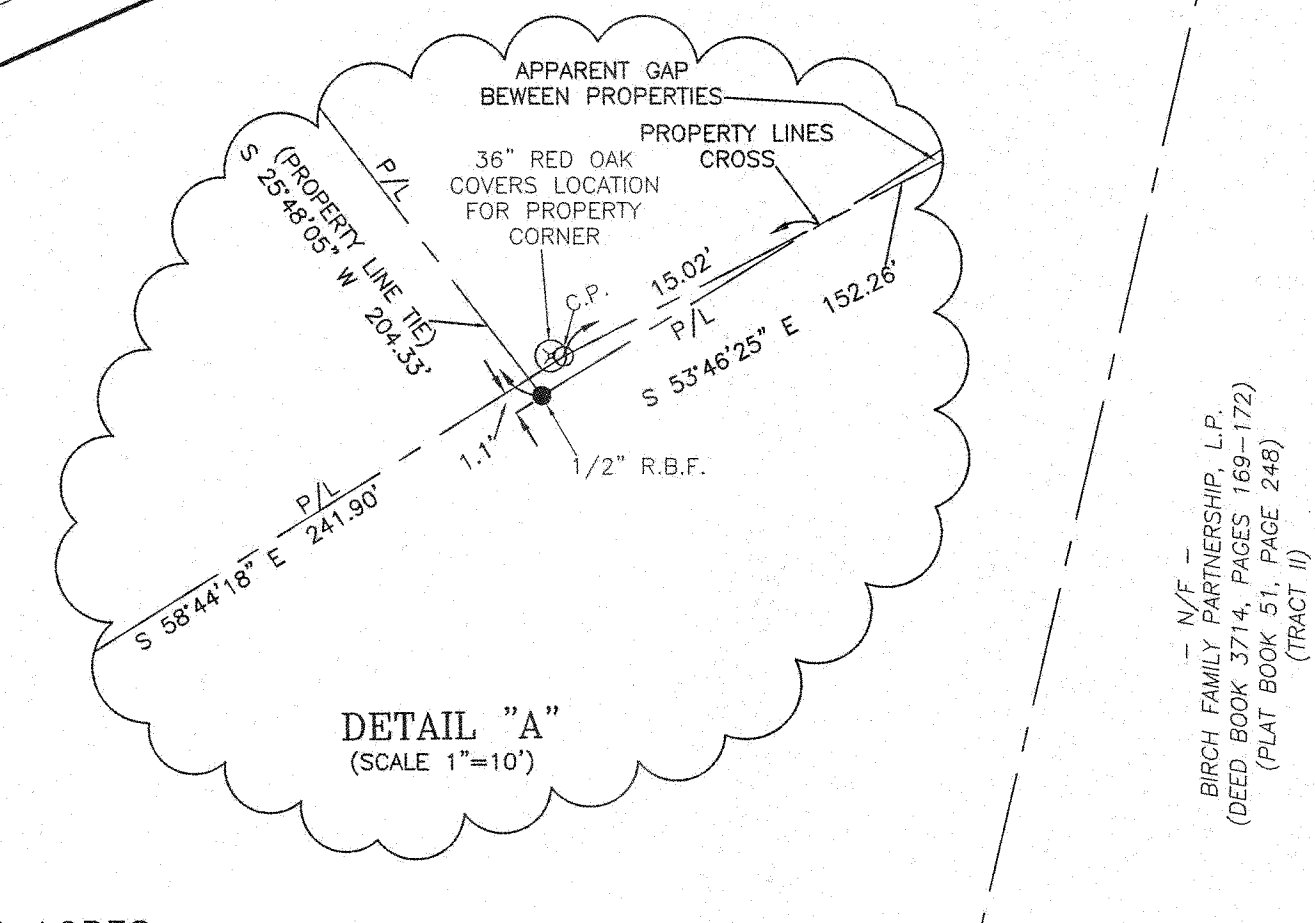 APPARENT GAP
BEWEEN PROPERTIES
PROPERTY LINES
CROSS
36" RED OAK
COVERS LOCATION
FOR PROPERTY
CORNER
P/L
(PROPERTY LINE TIE)
S 25°48'05" W 204.33'
C.P.
15.02'
P/L
S 53°46'25" E 152.26'
1.1'
1/2" R.B.F.
P/L
S 58°44'18" E 241.90'
DETAIL "A"
(SCALE 1"=10')
- N/F -
BIRCH FAMILY PARTNERSHIP, L.P.
(DEED BOOK 3714, PAGES 169-172)
(PLAT BOOK 51, PAGE 248)
(TRACT II)